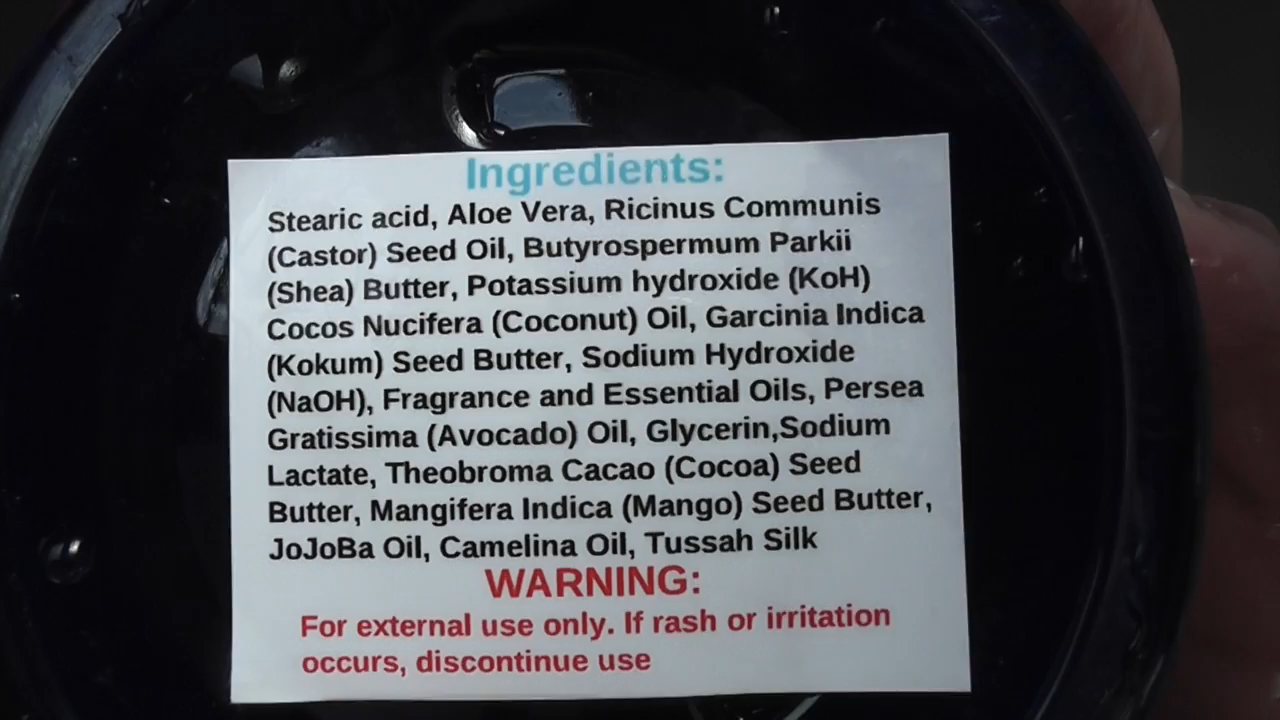 Ingredients:
Stearic acid, Aloe Vera, Ricinus Communis
(Castor) Seed Oil, Butyrospermum Parkii
(Shea) Butter, Potassium hydroxide (KoH)
Cocos Nucifera (Coconut) Oil, Garcinia Indica
(Kokum) Seed Butter, Sodium Hydroxide
(NaOH), Fragrance and Essential Oils, Persea
Gratissima (Avocado) Oil, Glycerin,Sodium
Lactate, Theobroma Cacao (Cocoa) Seed
Butter, Mangifera Indica (Mango) Seed Butter,
JoJoBa Oil, Camelina Oil, Tussah Silk
WARNING:
For external use only. If rash or irritation
occurs, discontinue use